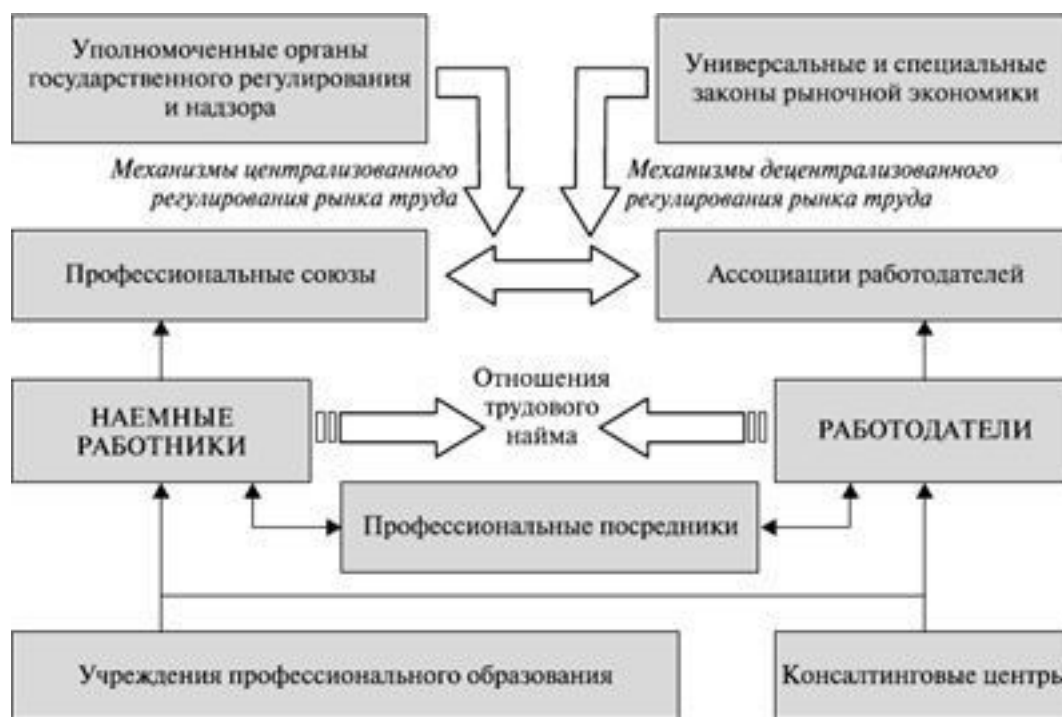 Уполномоченные органы
государственного регулирования
и надзора
Универсальные и специальные
законы рыночной экономики
Механизмы централизованного
регулирования рынка труда
Механизмы децентрализованного
регулирования рынка труда
Профессиональные союзы
Ассоциации работодателей
НАЕМНЫЕ
РАБОТНИКИ
Отношения
трудового
найма
РАБОТОДАТЕЛИ
Профессиональные посредники
Учреждения профессионального образования
Консалтинговые центры